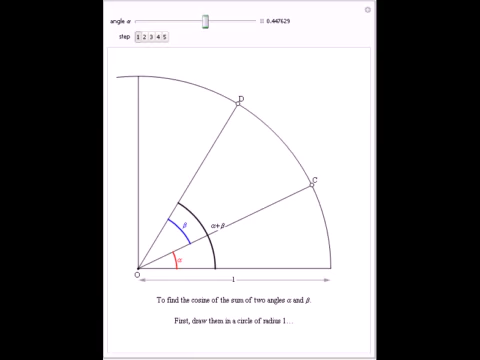 angle α 0.447629
step 1 2 3 4 5
D
C
α+β
β
α
O
1
To find the cosine of the sum of two angles α and β.
First, draw them in a circle of radius 1…